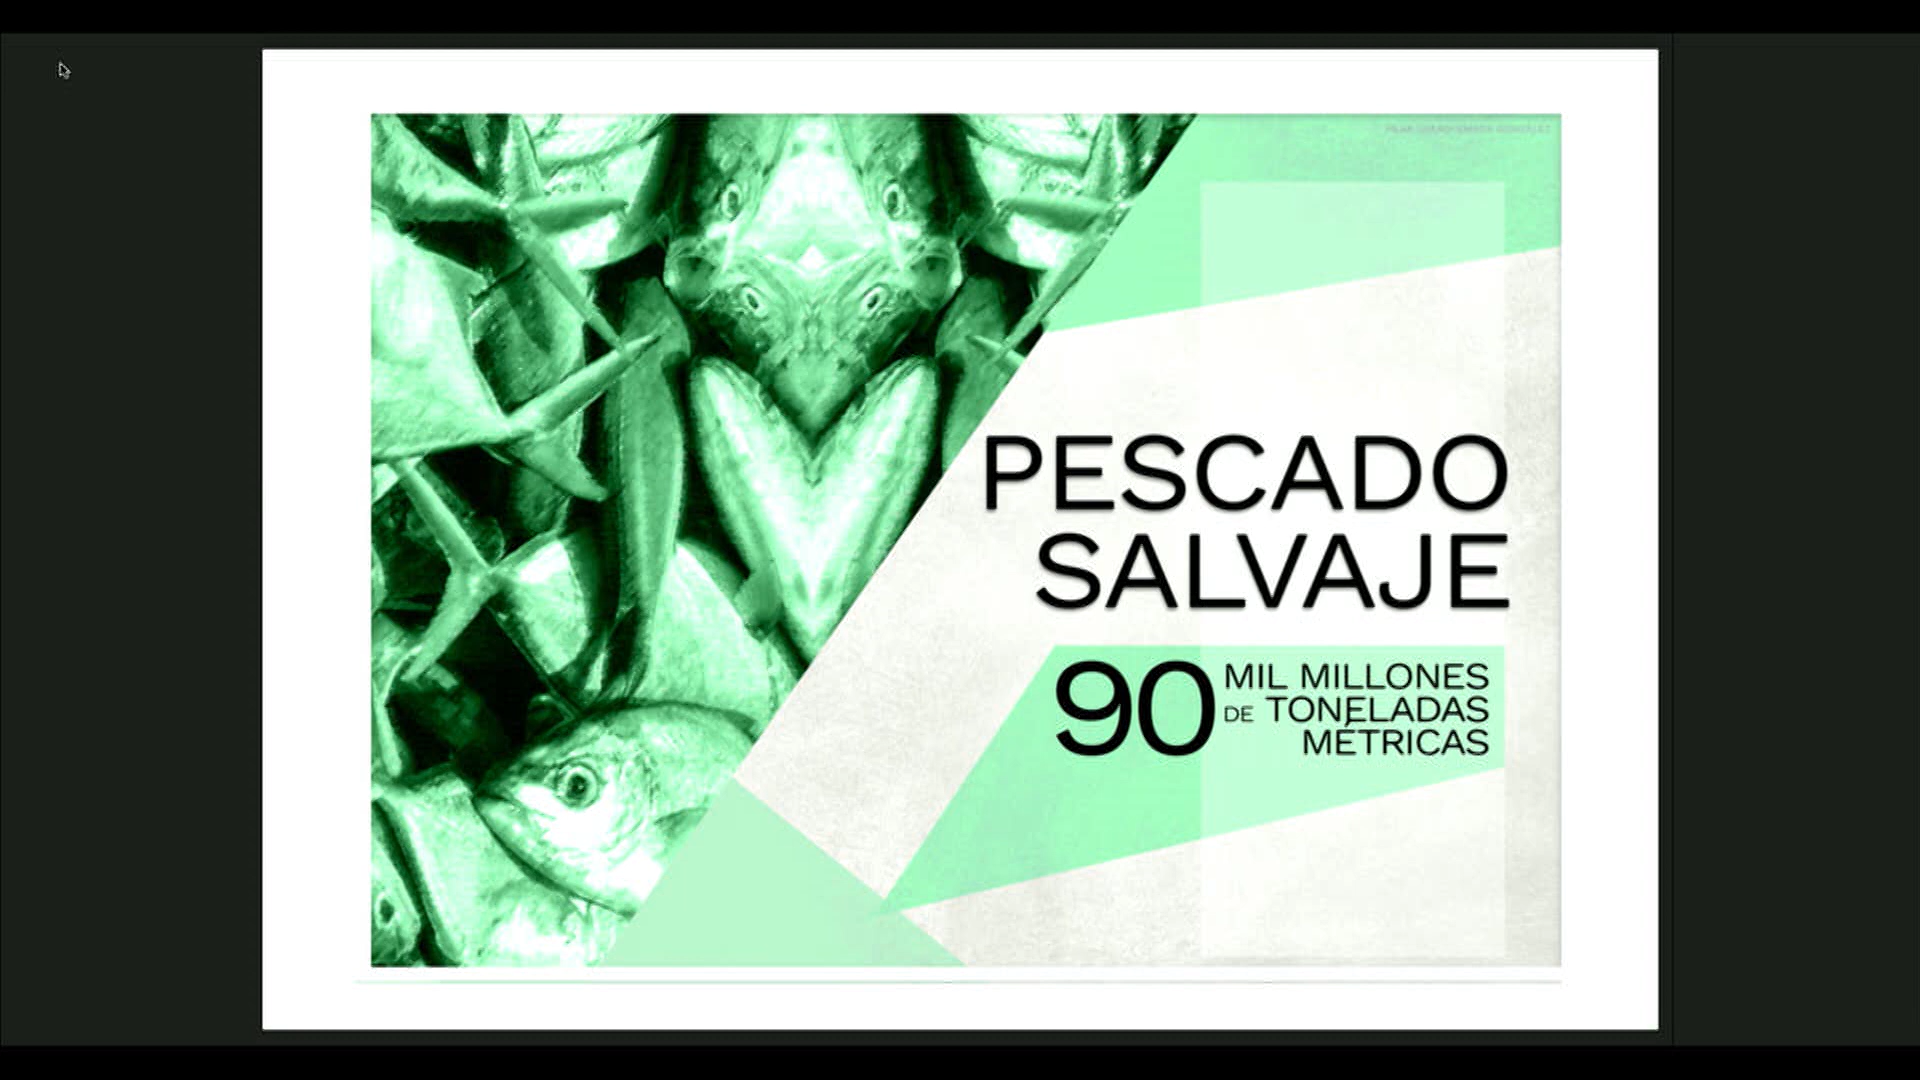 PESCADO
SALVAJE
90 MIL MILLONES
DE TONELADAS
MÉTRICAS